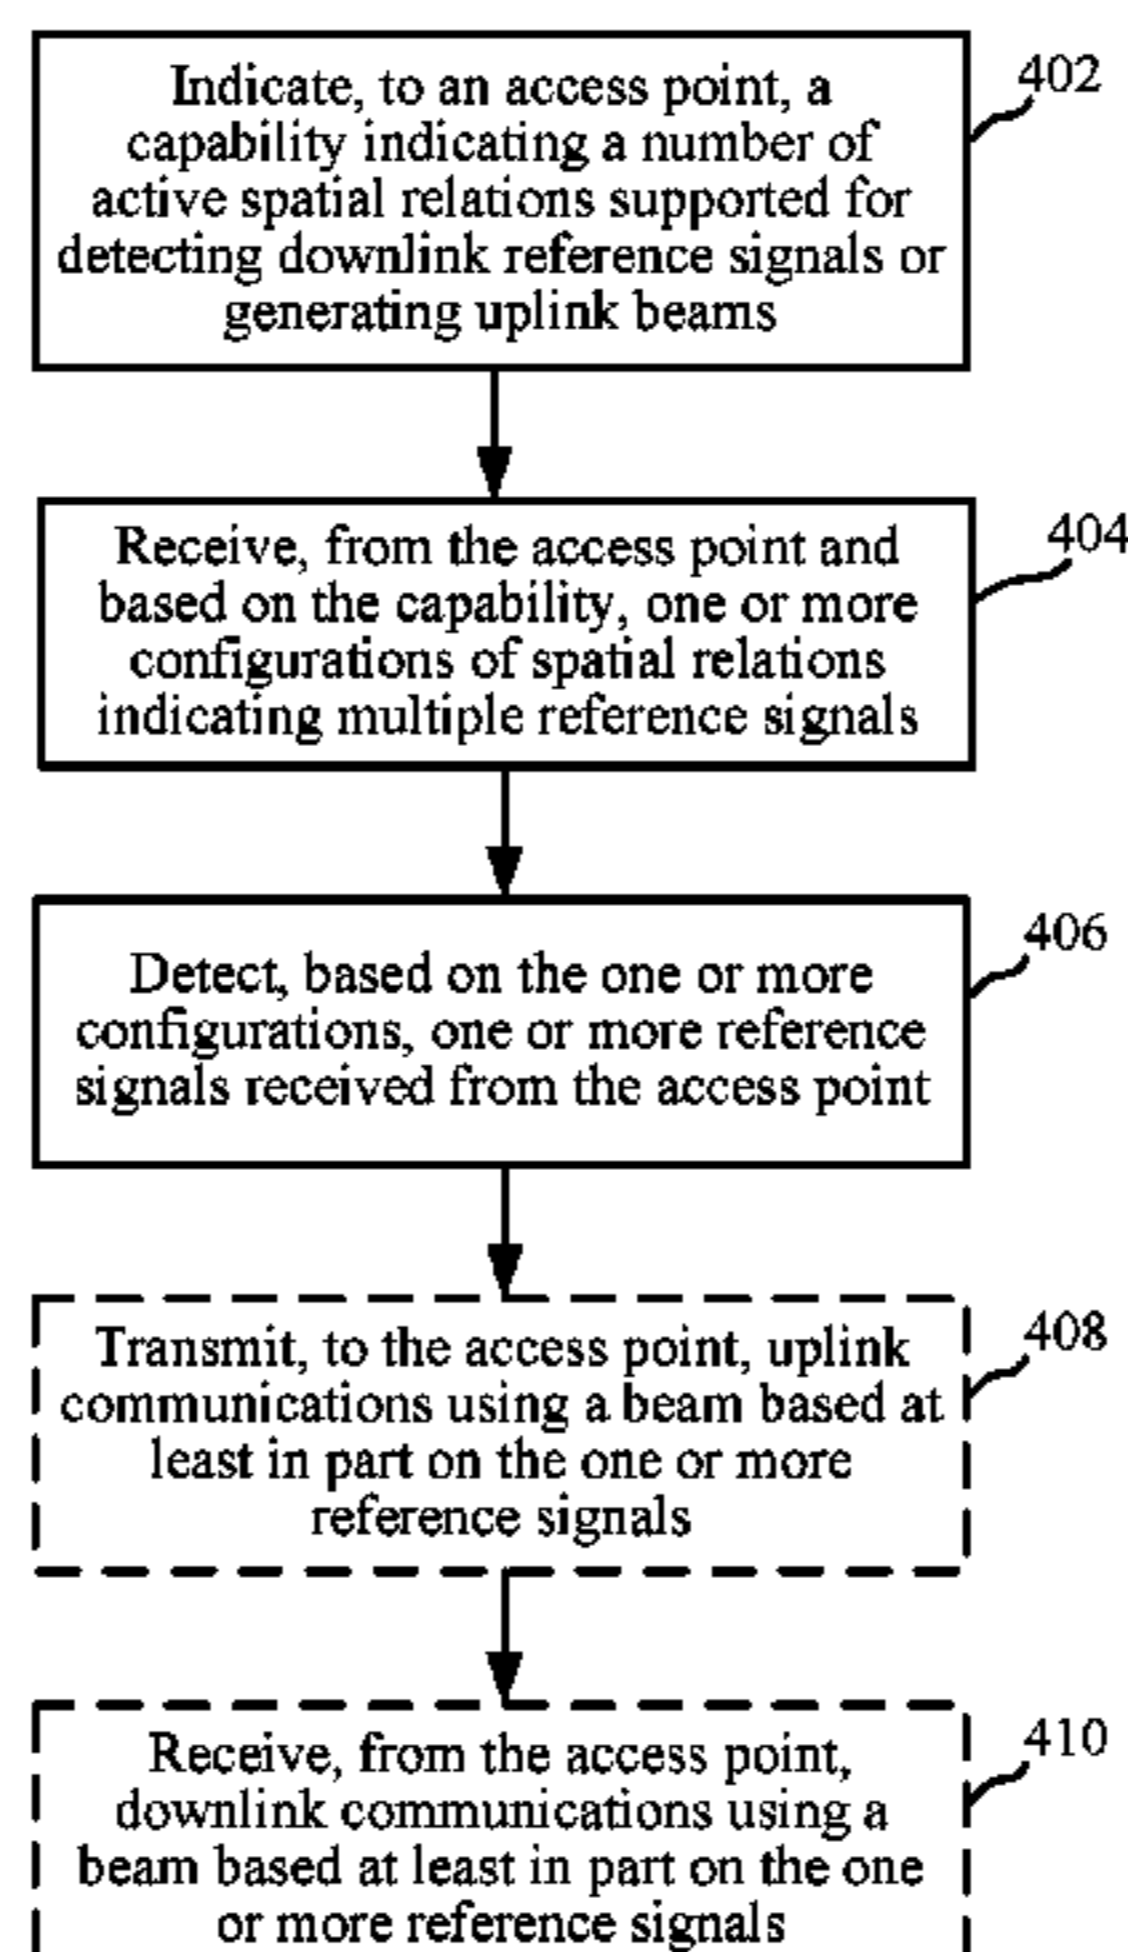 Indicate, to an access point, a
capability indicating a number of
active spatial relations supported for
detecting downlink reference signals or
generating uplink beams
402
Receive, from the access point and
based on the capability, one or more
configurations of spatial relations
indicating multiple reference signals
404
Detect, based on the one or more
configurations, one or more reference
signals received from the access point
406
Transmit, to the access point, uplink
communications using a beam based at
least in part on the one or more
reference signals
408
Receive, from the access point,
downlink communications using a
beam based at least in part on the one
or more reference signals
410